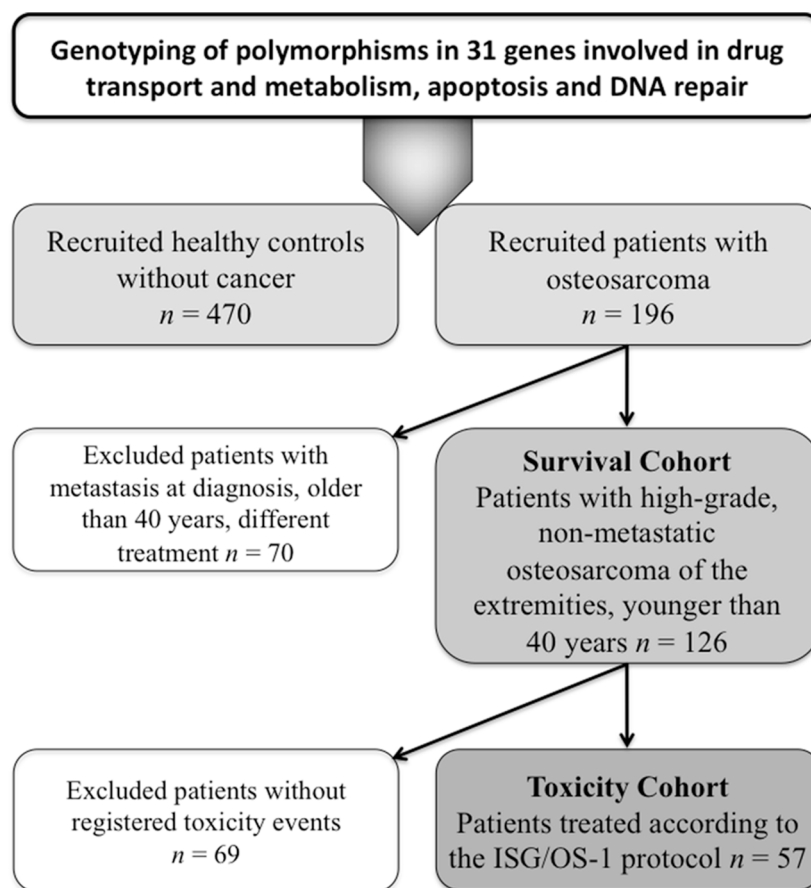 Genotyping of polymorphisms in 31 genes involved in drug
transport and metabolism, apoptosis and DNA repair
Recruited healthy controls
without cancer
n = 470
Recruited patients with
osteosarcoma
n = 196
Excluded patients with
metastasis at diagnosis, older
than 40 years, different
treatment n = 70
Survival Cohort
Patients with high-grade,
non-metastatic
osteosarcoma of the
extremities, younger than
40 years n = 126
Excluded patients without
registered toxicity events
n = 69
Toxicity Cohort
Patients treated according to
the ISG/OS-1 protocol n = 57